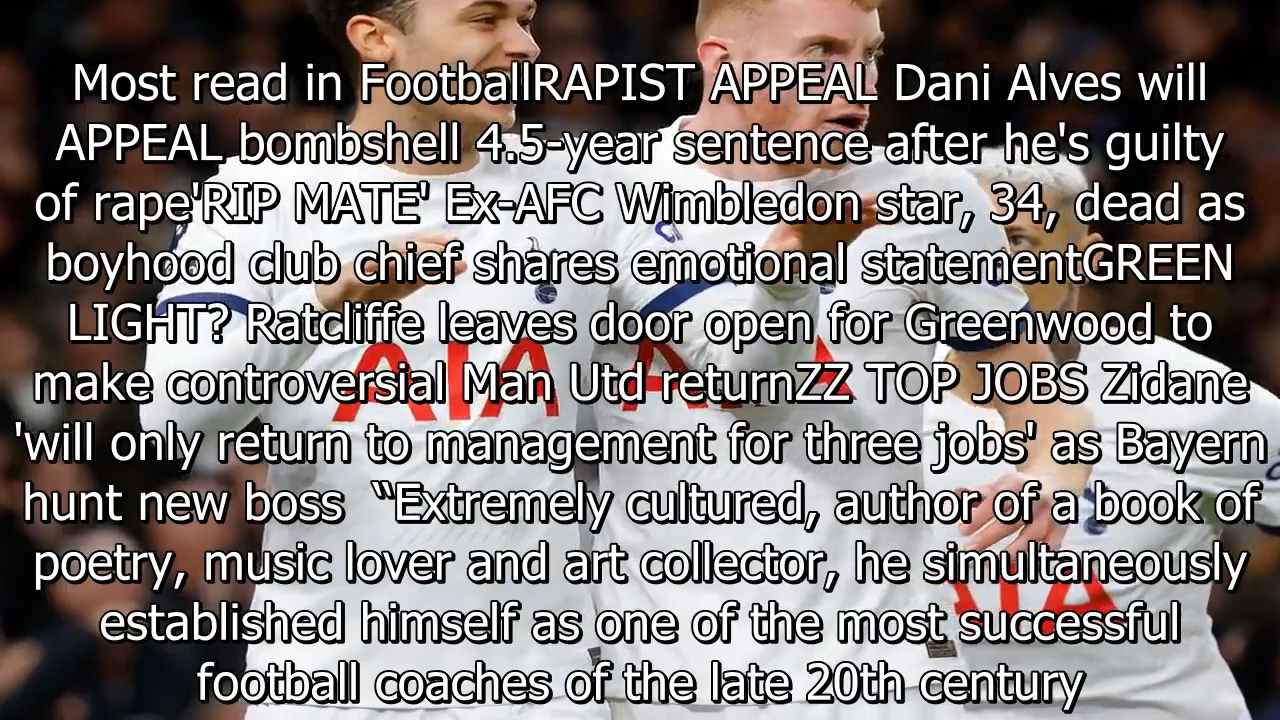 Most read in FootballRAPIST APPEAL Dani Alves will
APPEAL bombshell 4.5-year sentence after he's guilty
of rape'RIP MATE' Ex-AFC Wimbledon star, 34, dead as
boyhood club chief shares emotional statementGREEN
LIGHT? Ratcliffe leaves door open for Greenwood to
make controversial Man Utd returnZZ TOP JOBS Zidane
'will only return to management for three jobs' as Bayern
hunt new boss  “Extremely cultured, author of a book of
poetry, music lover and art collector, he simultaneously
established himself as one of the most successful
football coaches of the late 20th century
AIA
AIA
AIA